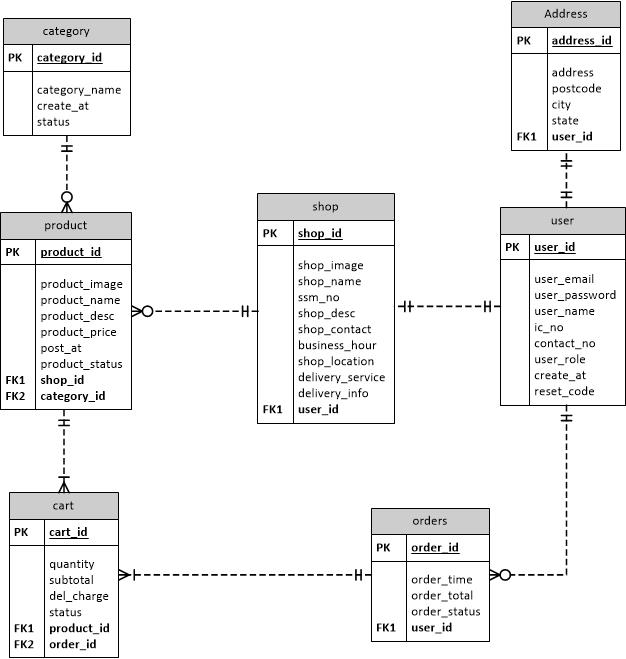 category
PK category_id
category_name
create_at
status
Address
PK address_id
address
postcode
city
state
FK1 user_id
product
PK product_id
product_image
product_name
product_desc
product_price
post_at
product_status
FK1 shop_id
FK2 category_id
shop
PK shop_id
shop_image
shop_name
ssm_no
shop_desc
shop_contact
business_hour
shop_location
delivery_service
delivery_info
FK1 user_id
user
PK user_id
user_email
user_password
user_name
ic_no
contact_no
user_role
create_at
reset_code
cart
PK cart_id
quantity
subtotal
del_charge
status
FK1 product_id
FK2 order_id
orders
PK order_id
order_time
order_total
order_status
FK1 user_id